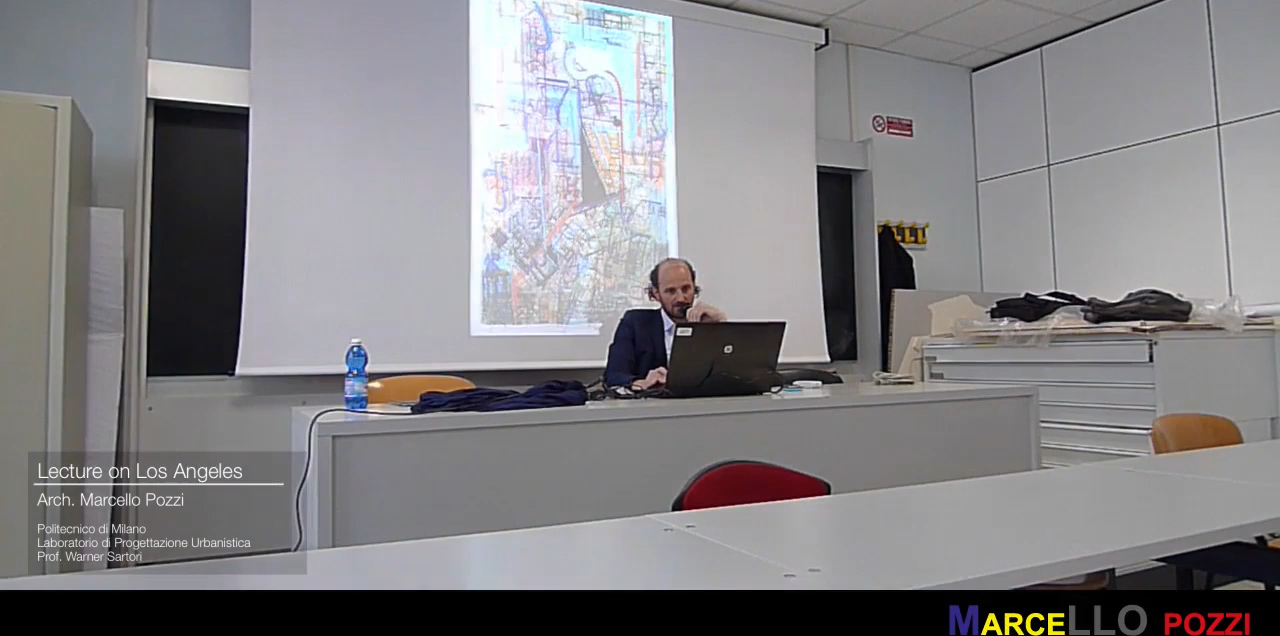 Lecture on Los Angeles
Arch. Marcello Pozzi
Politecnico di Milano
Laboratorio di Progettazione Urbanistica
Prof. Warner Sartori
MARCELLO POZZI